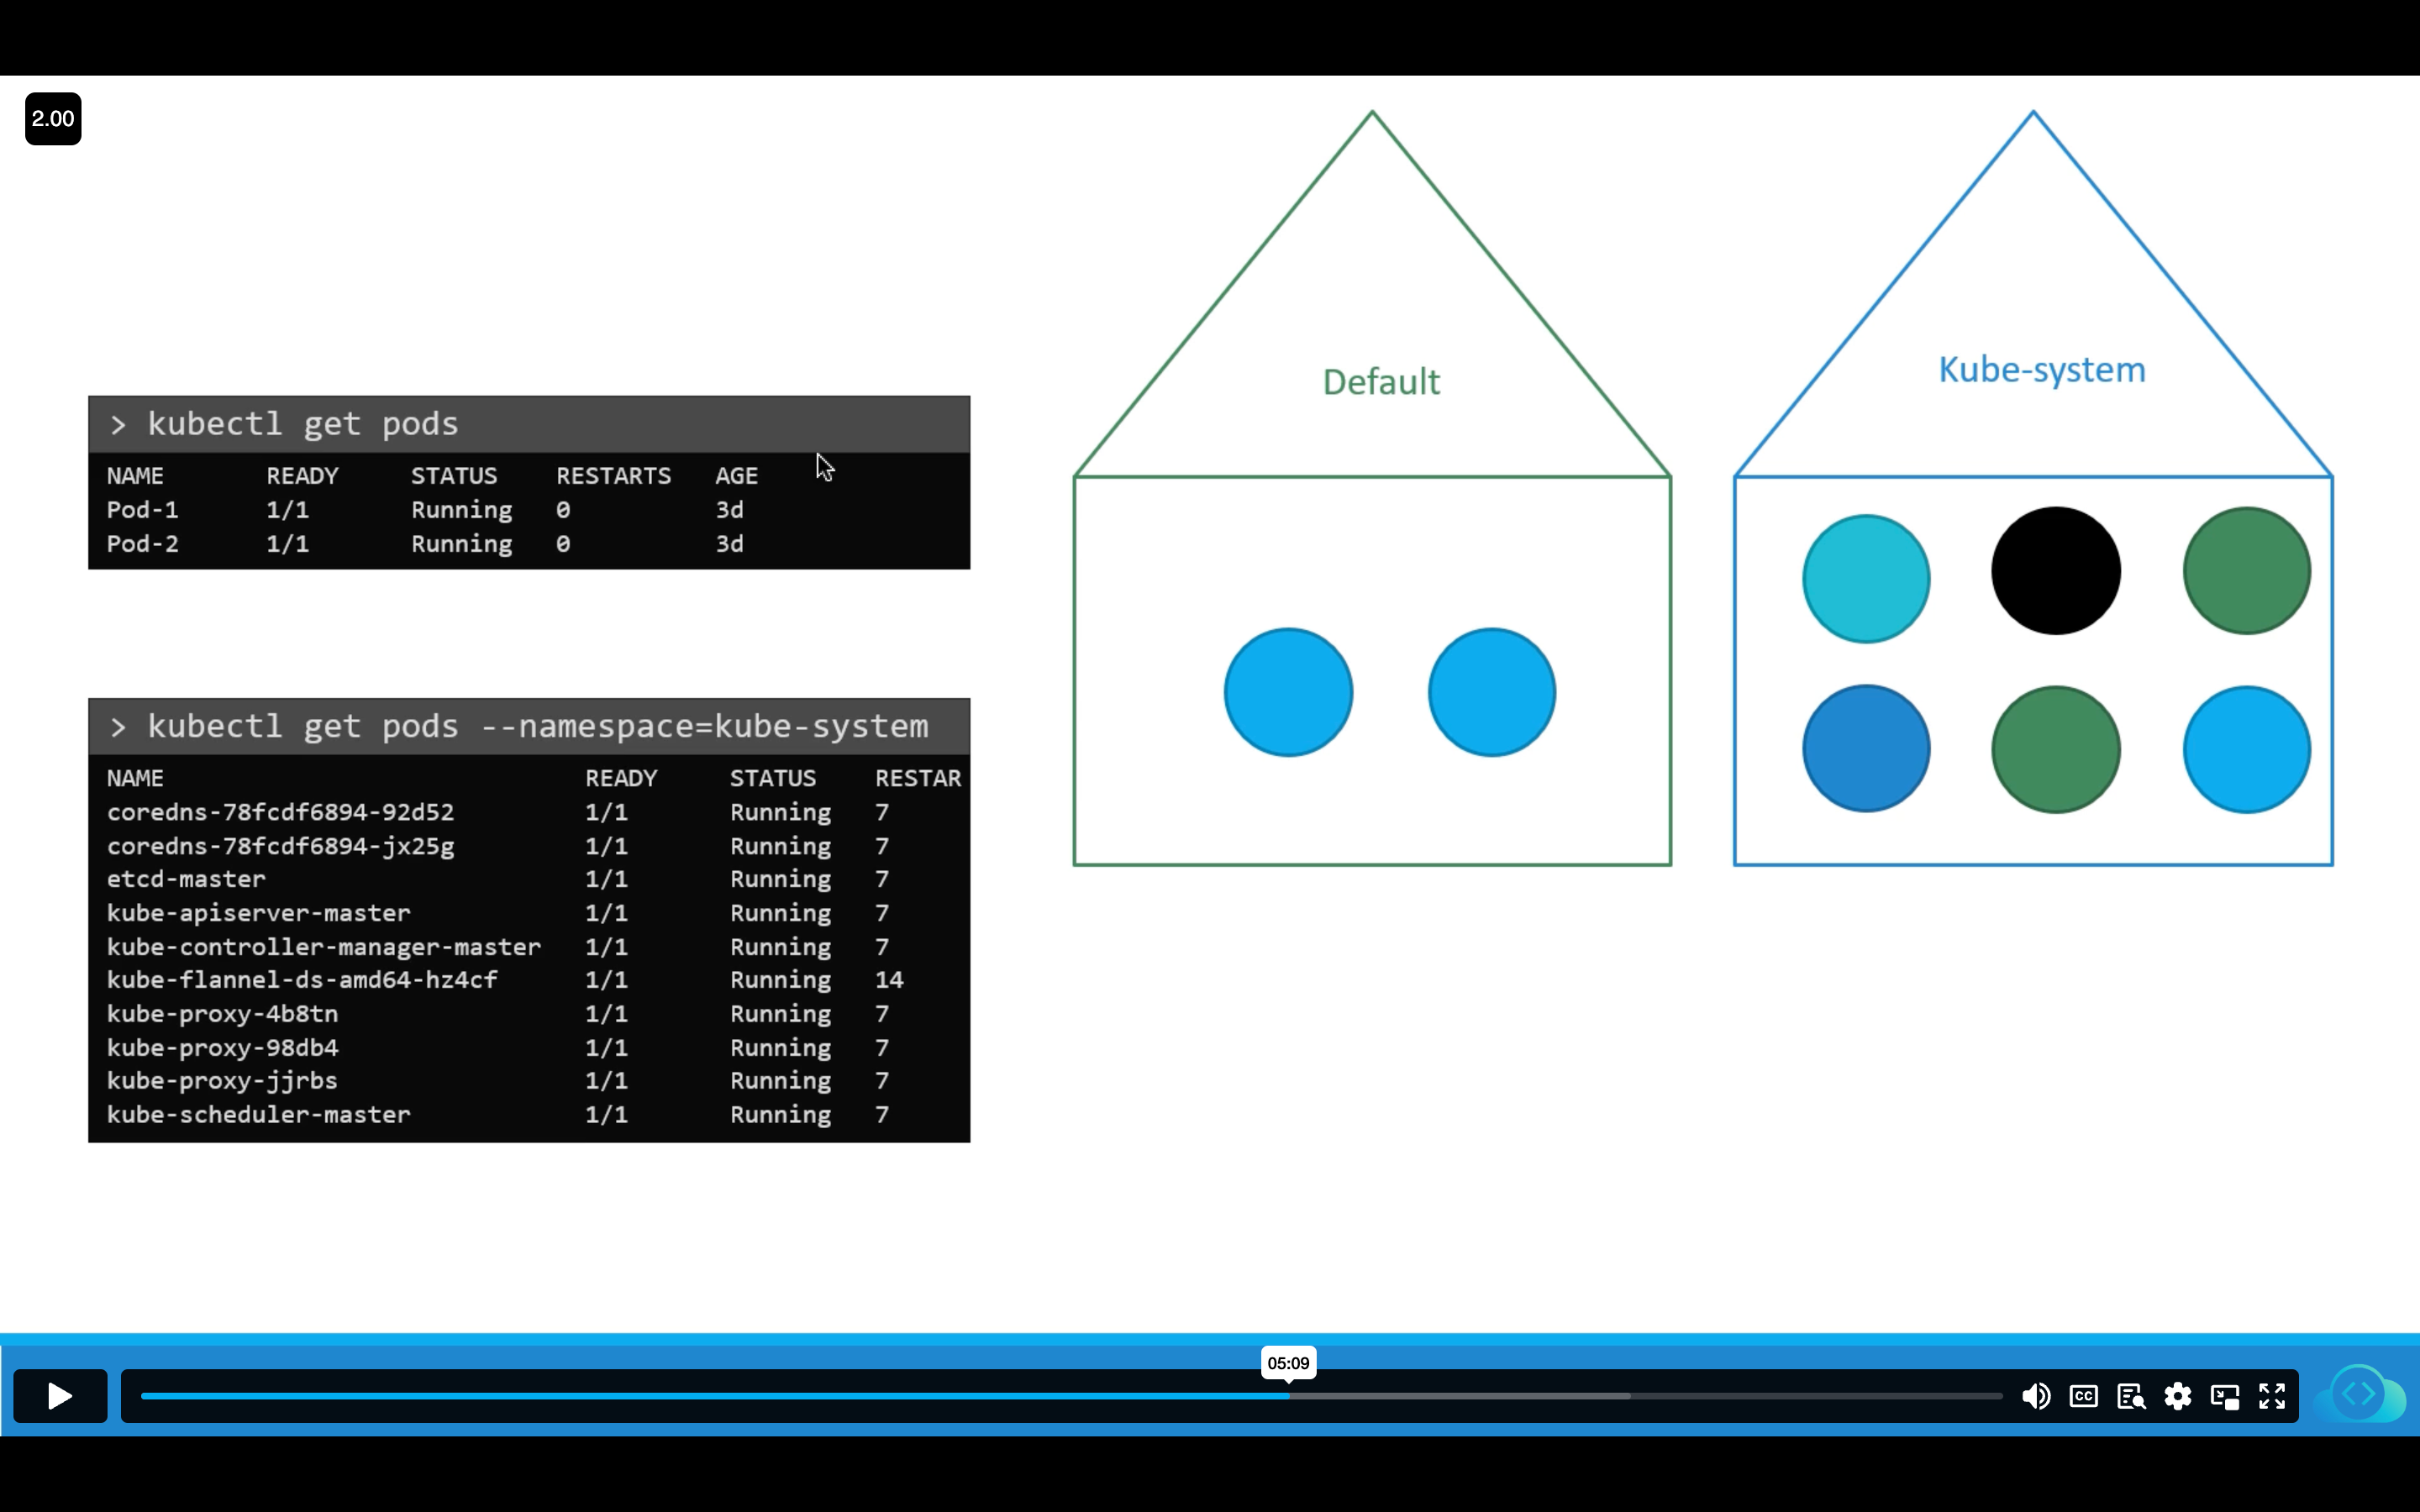 2.00
> kubectl get pods
NAME READY STATUS RESTARTS AGE
Pod-1 1/1 Running 0 3d
Pod-2 1/1 Running 0 3d
> kubectl get pods --namespace=kube-system
NAME READY STATUS RESTAR
coredns-78fcdf6894-92d52 1/1 Running 7
coredns-78fcdf6894-jx25g 1/1 Running 7
etcd-master 1/1 Running 7
kube-apiserver-master 1/1 Running 7
kube-controller-manager-master 1/1 Running 7
kube-flannel-ds-amd64-hz4cf 1/1 Running 14
kube-proxy-4b8tn 1/1 Running 7
kube-proxy-98db4 1/1 Running 7
kube-proxy-jjrbs 1/1 Running 7
kube-scheduler-master 1/1 Running 7
Default
Kube-system
05:09
CC